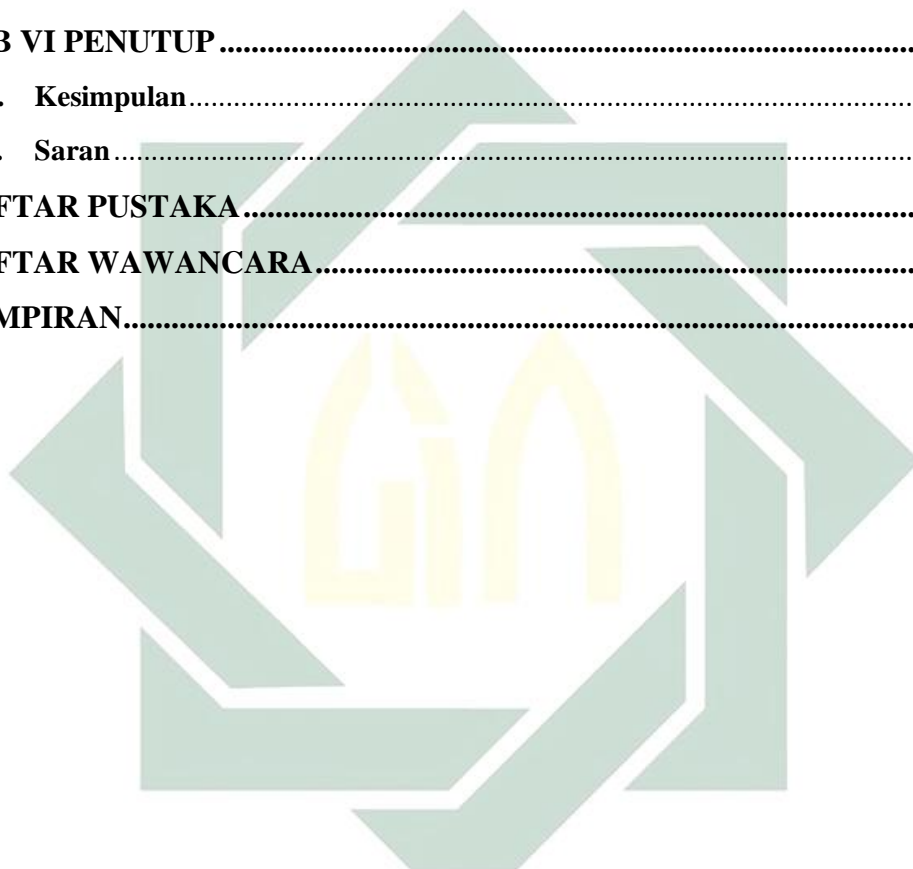 B VI PENUTUP........................................................................................................
. Kesimpulan........................................................................................................
. Saran........................................................................................................
FTAR PUSTAKA........................................................................................................
FTAR WAWANCARA........................................................................................................
MPIRAN........................................................................................................